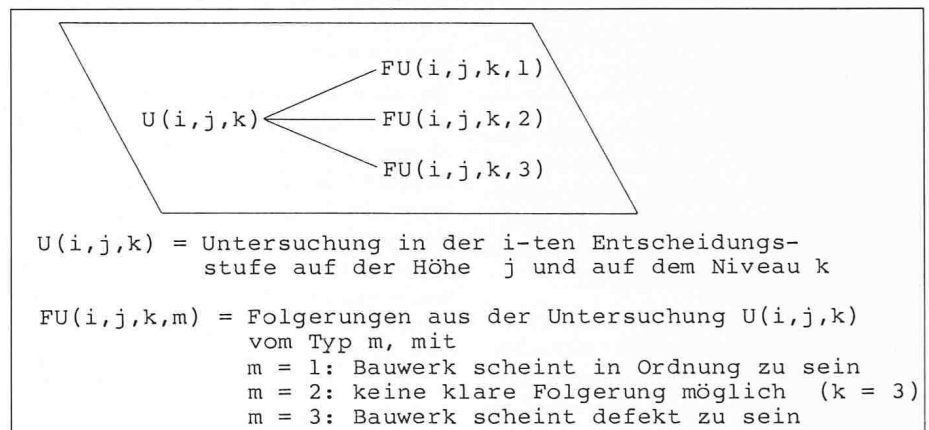 FU(i,j,k,1)
U(i,j,k) FU(i,j,k,2)
FU(i,j,k,3)
U(i,j,k) = Untersuchung in der i-ten Entscheidungs-
stufe auf der Höhe j und auf dem Niveau k
FU(i,j,k,m) = Folgerungen aus der Untersuchung U(i,j,k)
vom Typ m, mit
m = 1: Bauwerk scheint in Ordnung zu sein
m = 2: keine klare Folgerung möglich (k = 3)
m = 3: Bauwerk scheint defekt zu sein